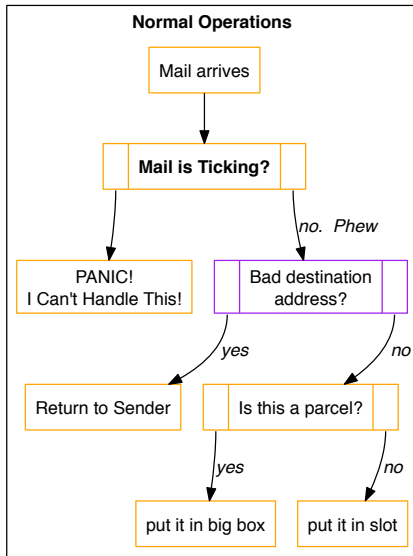 Normal Operations
Mail arrives
Mail is Ticking?
no.  Phew
PANIC!
I Can't Handle This!
Bad destination
address?
yes
no
Return to Sender
Is this a parcel?
yes
no
put it in big box
put it in slot